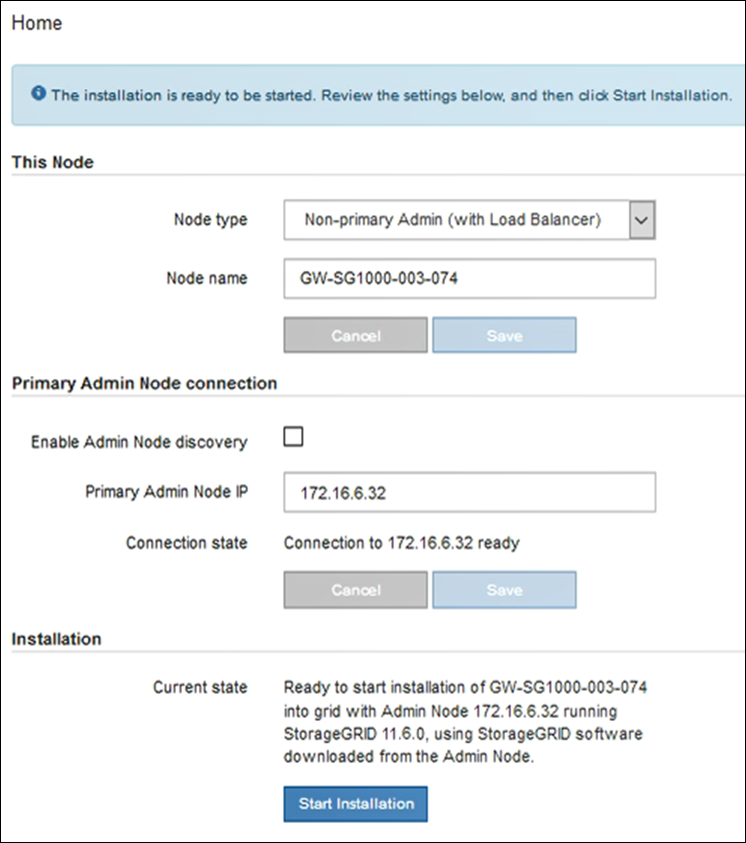 Home
The installation is ready to be started. Review the settings below, and then click Start Installation.
This Node
Node type
Non-primary Admin (with Load Balancer)
Node name
GW-SG1000-003-074
Cancel
Save
Primary Admin Node connection
Enable Admin Node discovery
Primary Admin Node IP
172.16.6.32
Connection state
Connection to 172.16.6.32 ready
Cancel
Save
Installation
Current state
Ready to start installation of GW-SG1000-003-074
into grid with Admin Node 172.16.6.32 running
StorageGRID 11.6.0, using StorageGRID software
downloaded from the Admin Node.
Start Installation